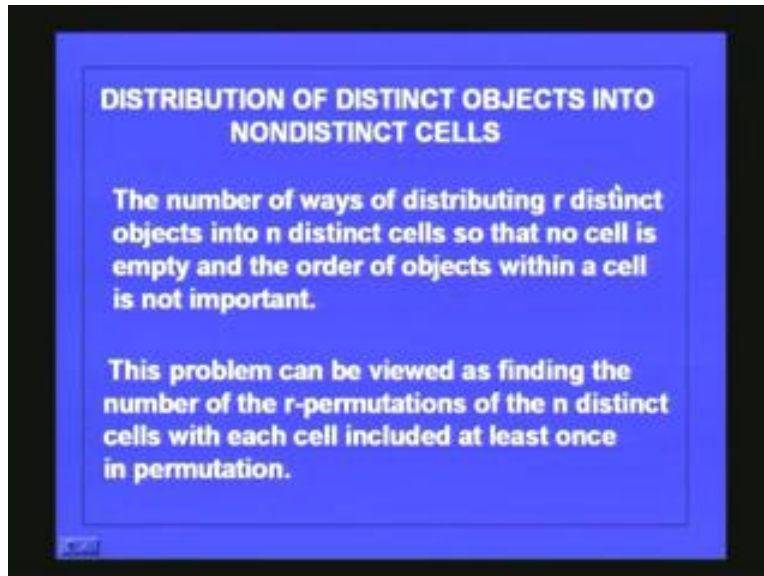 DISTRIBUTION OF DISTINCT OBJECTS INTO
NONDISTINCT CELLS
The number of ways of distributing r distinct
objects into n distinct cells so that no cell is
empty and the order of objects within a cell
is not important.
This problem can be viewed as finding the
number of the r-permutations of the n distinct
cells with each cell included at least once
in permutation.